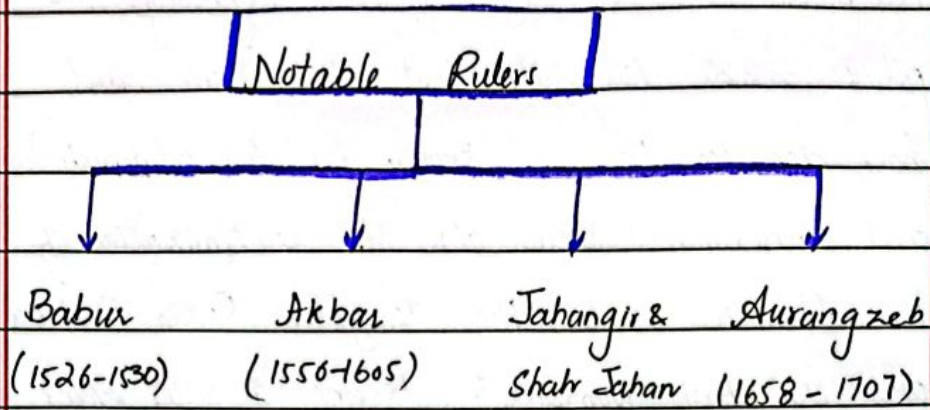 Notable Rulers
Babur Akbar Jahangir & Aurangzeb
(1526-1530) (1556-1605) Shah Jahan (1658 - 1707)